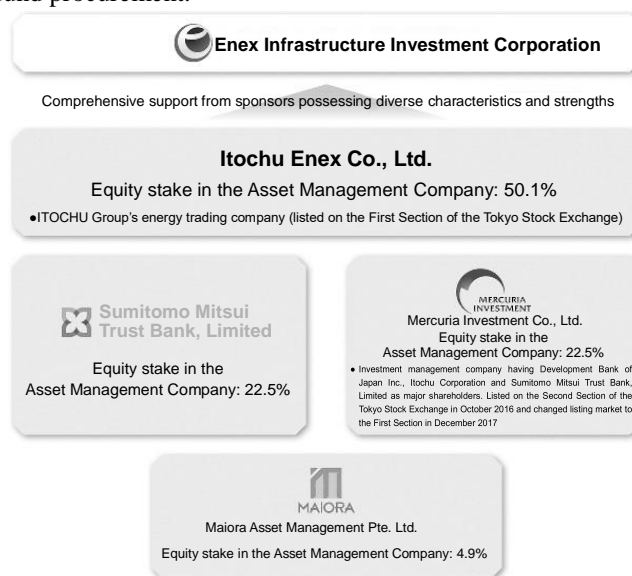 und procurement.
Enex Infrastructure Investment Corporation
Comprehensive support from sponsors possessing diverse characteristics and strengths
Itochu Enex Co., Ltd.
Equity stake in the Asset Management Company: 50.1%
●ITOCHU Group's energy trading company (listed on the First Section of the Tokyo Stock Exchange)
Sumitomo Mitsui
Trust Bank, Limited
Equity stake in the
Asset Management Company: 22.5%
MERCURIA
INVESTMENT
Mercuria Investment Co., Ltd.
Equity stake in the
Asset Management Company: 22.5%
● Investment management company having Development Bank of
Japan Inc., Itochu Corporation and Sumitomo Mitsui Trust Bank,
Limited as major shareholders. Listed on the Second Section of the
Tokyo Stock Exchange in October 2016 and changed listing market to
the First Section in December 2017
MAIORA
Maiora Asset Management Pte. Ltd.
Equity stake in the Asset Management Company: 4.9%